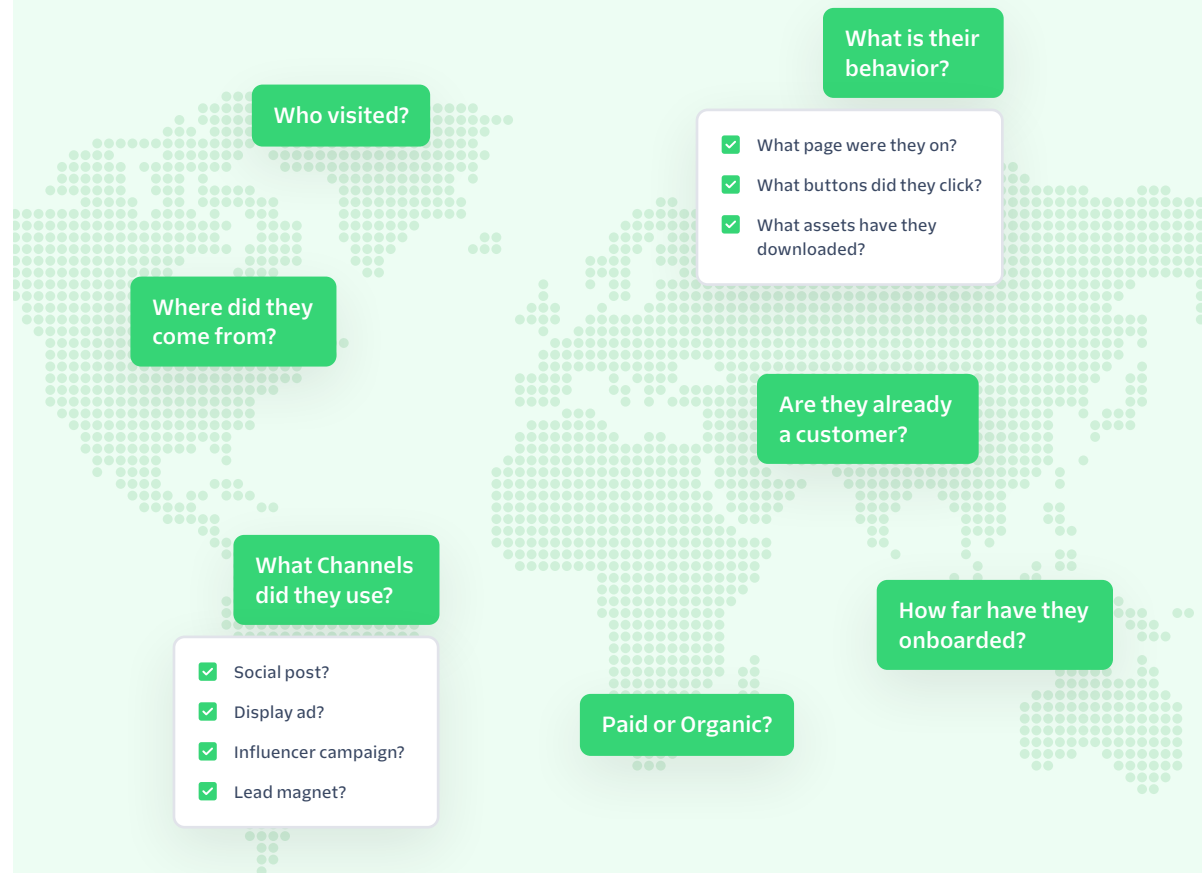 What is their
behavior?
What page were they on?
What buttons did they click?
What assets have they
downloaded?
Who visited?
Where did they
come from?
Are they already
a customer?
What Channels
did they use?
Social post?
Display ad?
Influencer campaign?
Lead magnet?
How far have they
onboarded?
Paid or Organic?